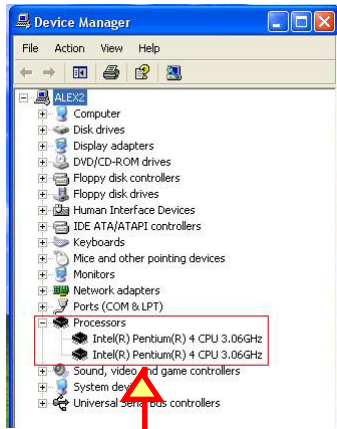 Device Manager
File Action View Help
ALEX2
Computer
Disk drives
Display adapters
DVD/CD-ROM drives
Floppy disk controllers
Floppy disk drives
Human Interface Devices
IDE ATA/ATAPI controllers
Keyboards
Mice and other pointing devices
Monitors
Network adapters
Ports (COM & LPT)
Processors
Intel(R) Pentium(R) 4 CPU 3.06GHz
Intel(R) Pentium(R) 4 CPU 3.06GHz
Sound, video and game controllers
System devices
Universal Serial Bus controllers